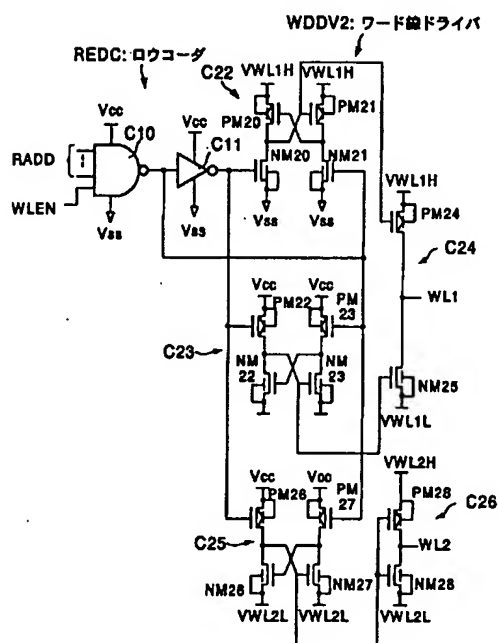 WDDV2: ワード線ドライバ
REDC: ロウコーダ
C22
VWL1H
VWL1H
Vcc
C10
Vcc
C11
PM20
PM21
RADD
WLEN
NM20
NM21
Vss
Vss
Vss
Vss
VWL1H
PM24
C24
WL1
Vcc
PM22
Vcc
PM
23
C23
NM
22
NM
23
NM25
VWL1L
VWL2H
Vcc
PM26
Vcc
PM
27
PM28
C26
C25
WL2
NM26
NM27
NM28
VWL2L
VWL2L
VWL2L